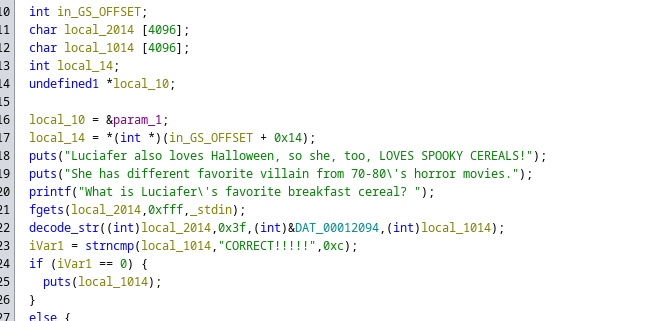 10 int in_GS_OFFSET;
11 char local_2014 [4096];
12 char local_1014 [4096];
13 int local_14;
14 undefined1 *local_10;
15
16 local_10 = &param_1;
17 local_14 = *(int *)(in_GS_OFFSET + 0x14);
18 puts("Luciafer also loves Halloween, so she, too, LOVES SPOOKY CEREALS!");
19 puts("She has different favorite villain from 70-80\'s horror movies.");
20 printf("What is Luciafer\'s favorite breakfast cereal? ");
21 fgets(local_2014,0xfff,_stdin);
22 decode_str((int)local_2014,0x3f,(int)&DAT_00012094,(int)local_1014);
23 iVar1 = strncmp(local_1014,"CORRECT!!!!!",0xc);
24 if (iVar1 == 0) {
25 puts(local_1014);
26 }
27 else {